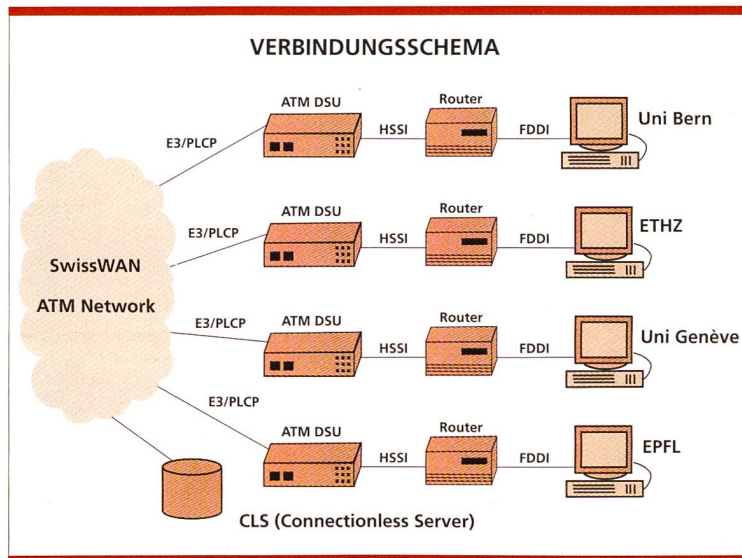 VERBINDUNGSSCHEMA
ATM DSU
Router
Uni Bern
HSSI
FDDI
E3/PLCP
ATM DSU
Router
ETHZ
E3/PLCP
HSSI
FDDI
SwissWAN
ATM Network
ATM DSU
Router
Uni Genève
E3/PLCP
HSSI
FDDI
E3/PLCP
ATM DSU
Router
EPFL
HSSI
FDDI
CLS (Connectionless Server)